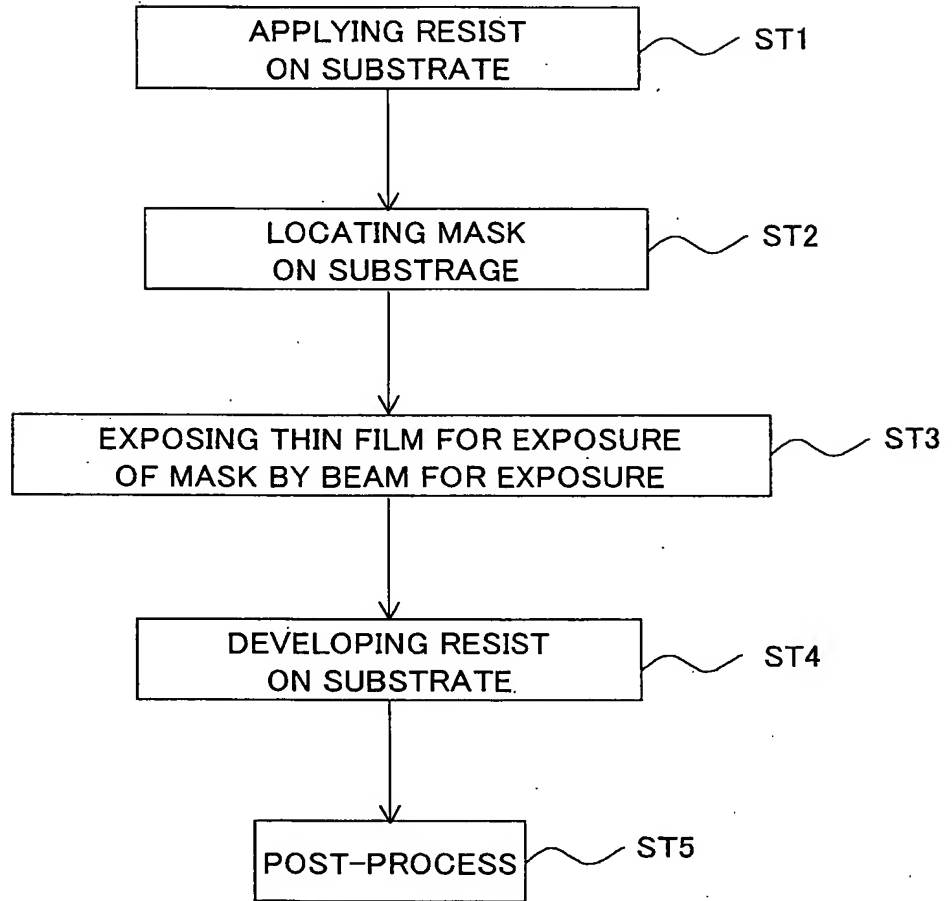 APPLYING RESIST
ON SUBSTRATE
ST1
LOCATING MASK
ON SUBSTRAGE
ST2
EXPOSING THIN FILM FOR EXPOSURE
OF MASK BY BEAM FOR EXPOSURE
ST3
DEVELOPING RESIST
ON SUBSTRATE
ST4
POST-PROCESS
ST5